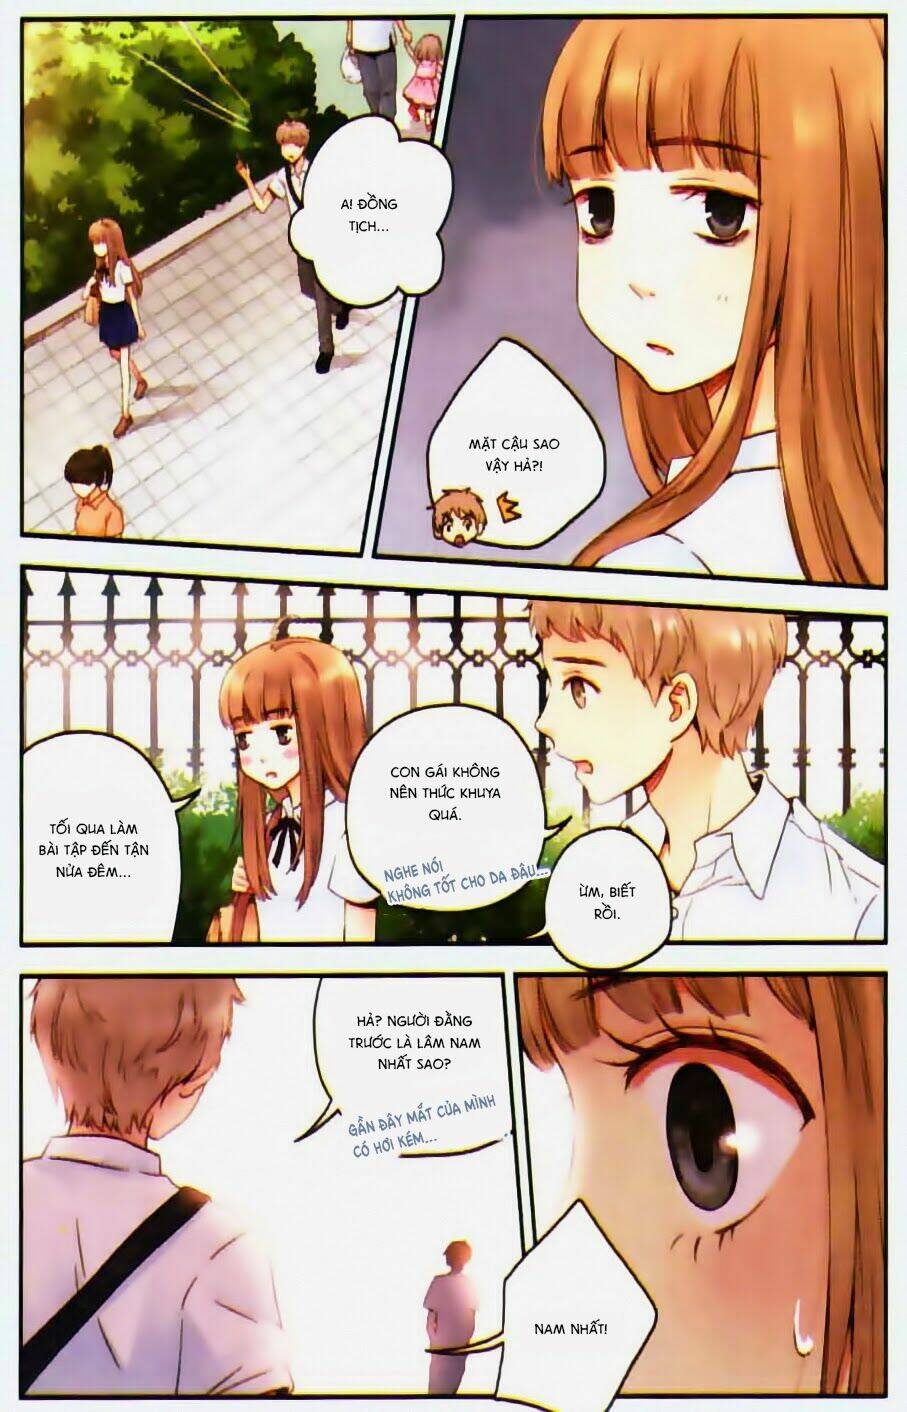 A! ĐỒNG
TỊCH...
MẶT CẬU SAO
VẬY HẢ?!
TỐI QUA LÀM
BÀI TẬP ĐẾN TẬN
NỬA ĐÊM...
CON GÁI KHÔNG
NÊN THỨC KHUYA
QUÁ.
NGHE NÓI
KHÔNG TỐT CHO DA ĐÂU...
ỪM, BIẾT
RỒI.
HẢ? NGƯỜI ĐẰNG
TRƯỚC LÀ LÂM NAM
NHẤT SAO?
GẦN ĐÂY MẮT CỦA MÌNH
CÓ HƠI KÉM...
...
NAM NHẤT!